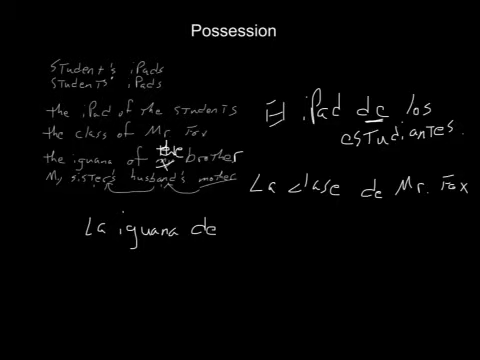 Possession
student's iPads
students' iPads
the iPad of the students
the class of Mr. Fox
the iguana of the brother
My sister's husband's mother
El iPad de los
estudiantes.
La clase de Mr. Fox
La iguana de